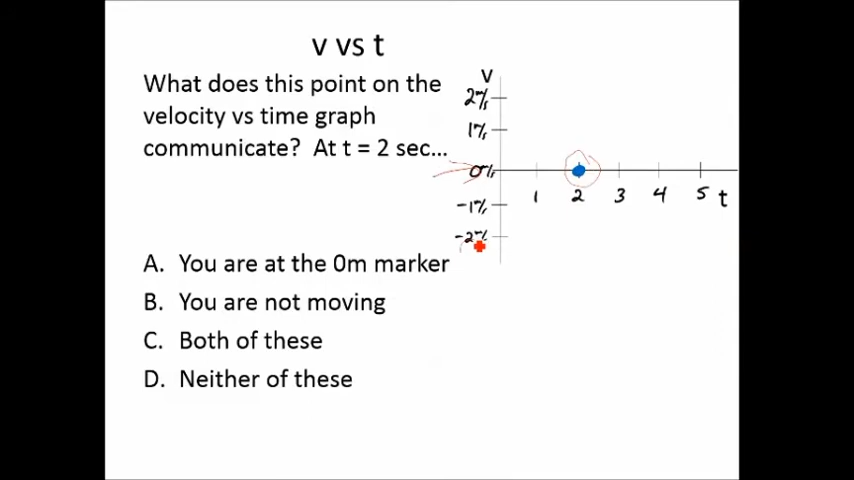 v vs t
What does this point on the
velocity vs time graph
communicate? At t = 2 sec...
A. You are at the 0m marker
B. You are not moving
C. Both of these
D. Neither of these
v
2m/s
1m/s
0m/s
-1m/s
-2m/s
1 2 3 4 5 t